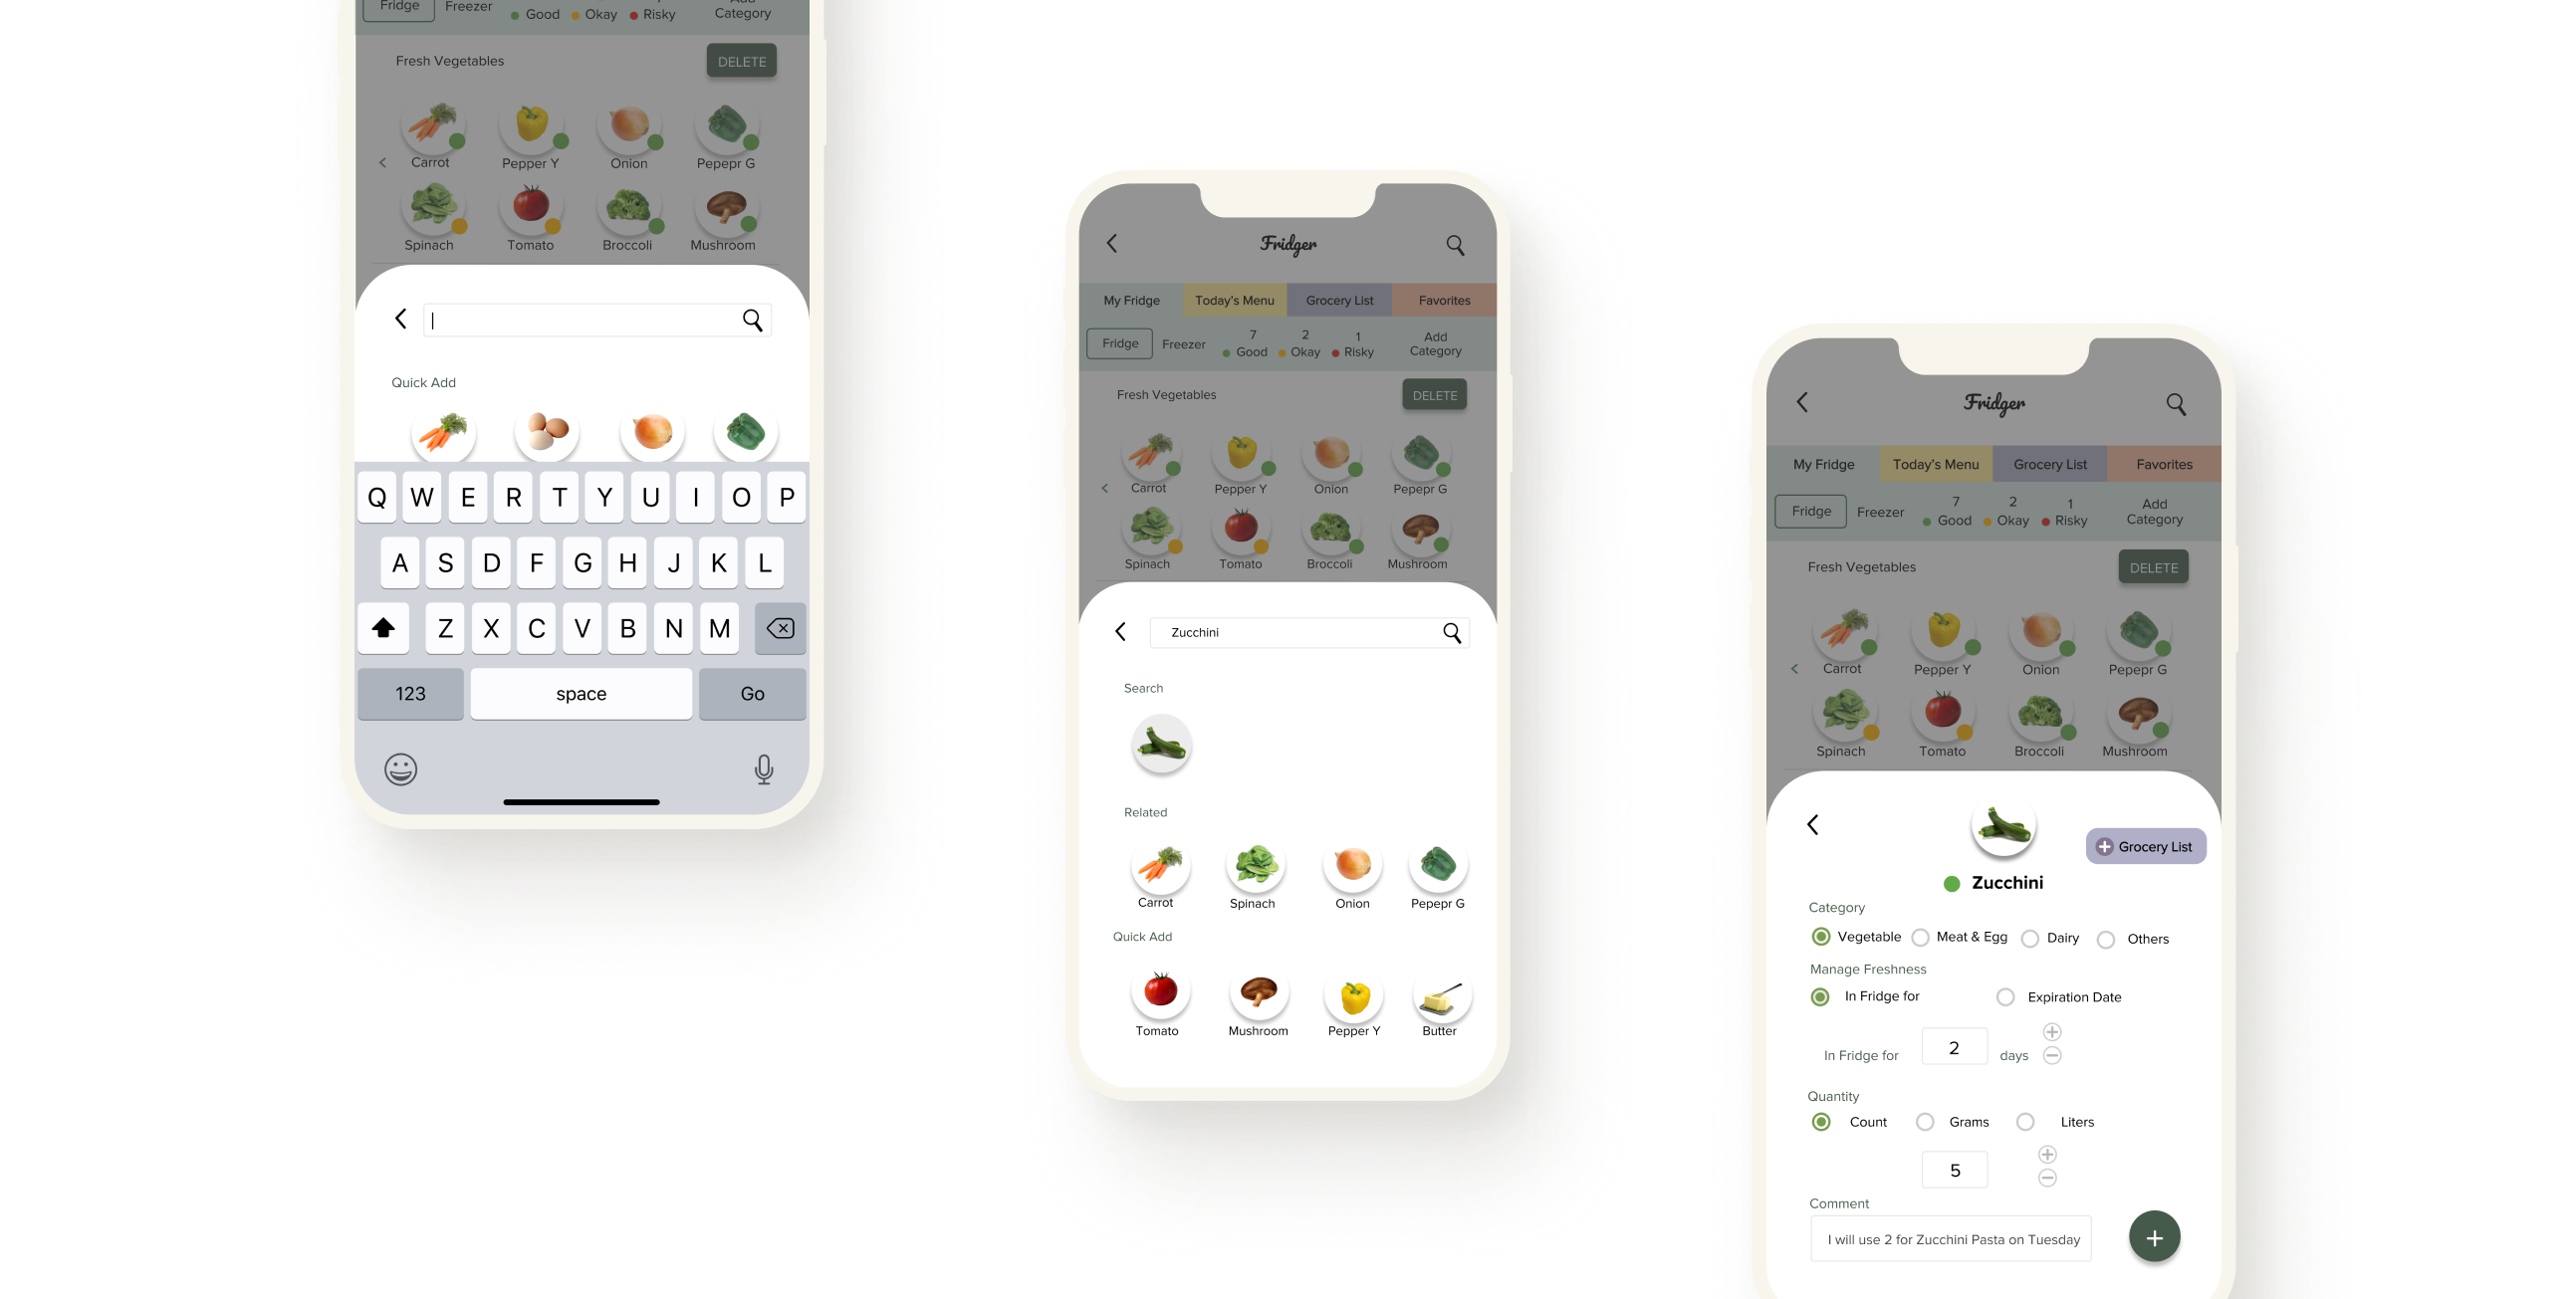 Fridge Freezer Good Okay Risky Add
Category
Fresh Vegetables DELETE
Carrot Pepper Y Onion Pepepr G
Spinach Tomato Broccoli Mushroom
Quick Add
Q W E R T Y U I O P
A S D F G H J K L
Z X C V B N M
123 space Go
Fridger
My Fridge Today's Menu Grocery List Favorites
Fridge Freezer 7 Good 2 Okay 1 Risky Add
Category
Fresh Vegetables DELETE
Carrot Pepper Y Onion Pepepr G
Spinach Tomato Broccoli Mushroom
Zucchini
Search
Related
Carrot Spinach Onion Pepepr G
Quick Add
Tomato Mushroom Pepper Y Butter
Fridger
My Fridge Today's Menu Grocery List Favorites
Fridge Freezer 7 Good 2 Okay 1 Risky Add
Category
Fresh Vegetables DELETE
Carrot Pepper Y Onion Pepepr G
Spinach Tomato Broccoli Mushroom
Grocery List
Zucchini
Category
Vegetable Meat & Egg Dairy Others
Manage Freshness
In Fridge for Expiration Date
In Fridge for 2 days
Quantity
Count Grams Liters
5
Comment
I will use 2 for Zucchini Pasta on Tuesday